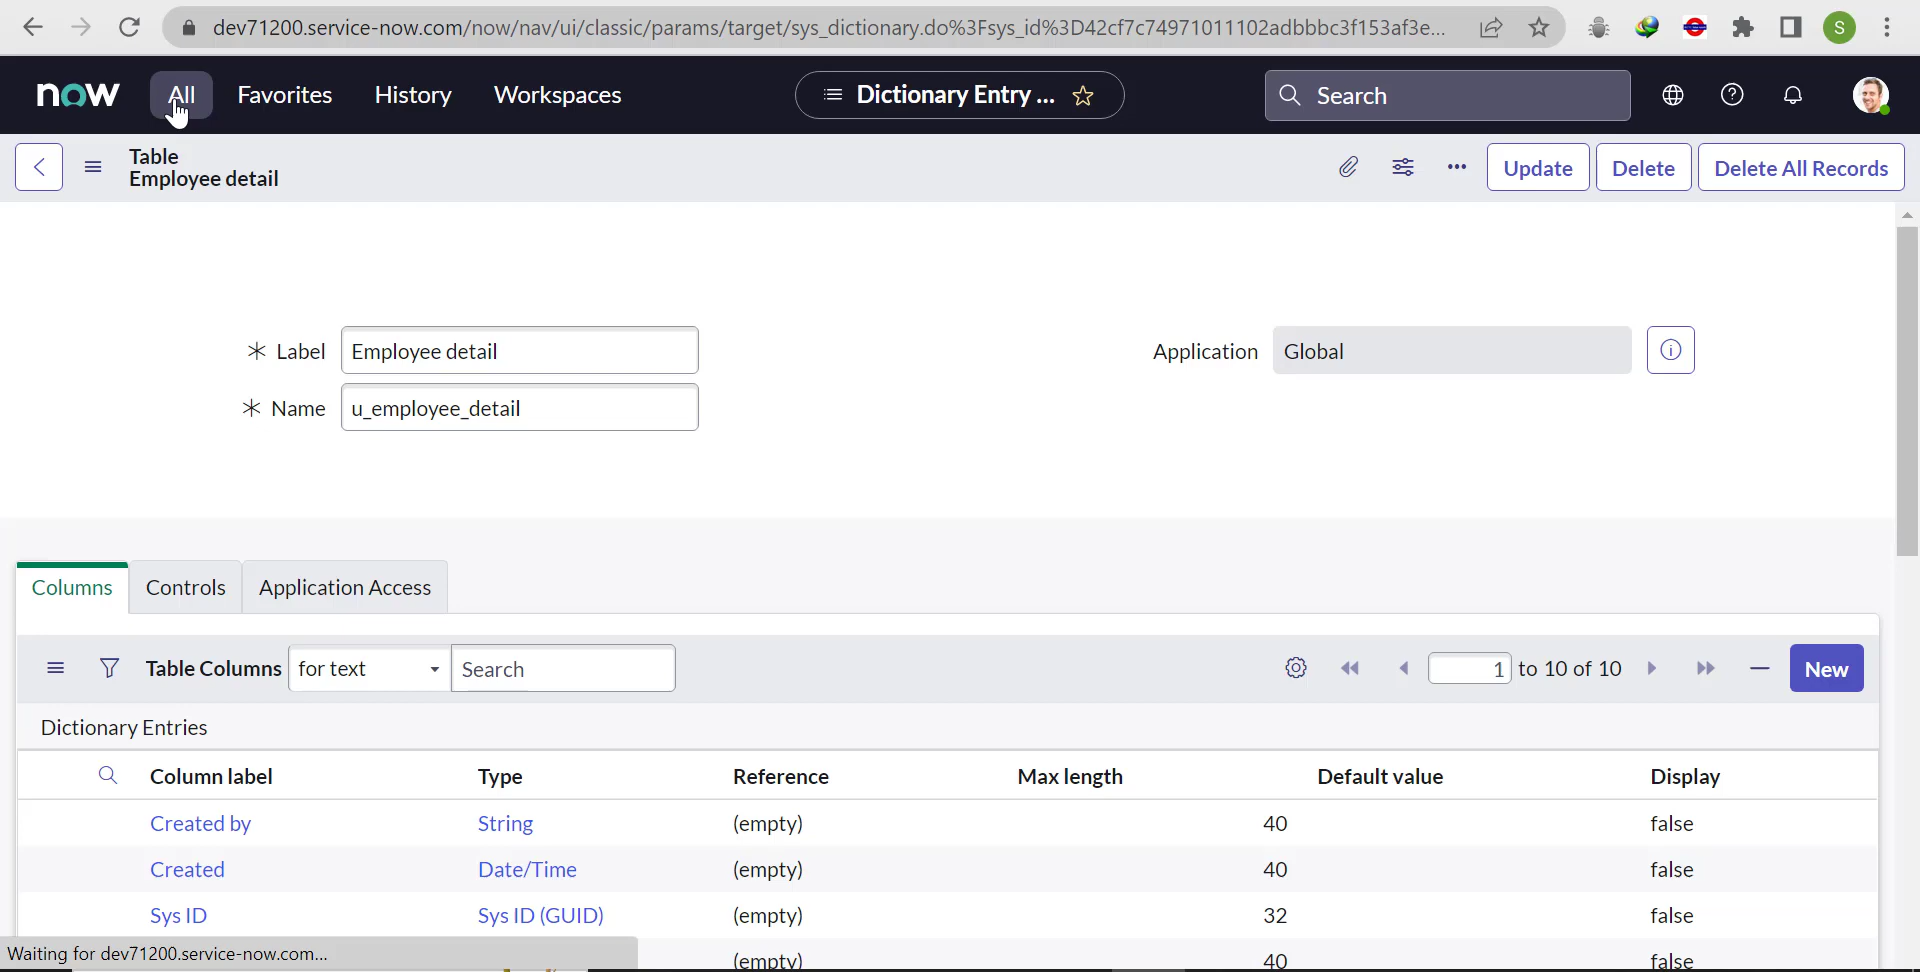 dev71200.service-now.com/now/nav/ui/classic/params/target/sys_dictionary.do%3Fsys_id%3D42cf7c74971011102adbbbc3f153af3e...
S
now All Favorites History Workspaces Dictionary Entry ... Search
Table
Employee detail
Update Delete Delete All Records
Label Employee detail Application Global
Name u_employee_detail
Columns Controls Application Access
Table Columns for text Search 1 to 10 of 10 New
Dictionary Entries
Column label Type Reference Max length Default value Display
Created by String (empty) 40 false
Created Date/Time (empty) 40 false
Sys ID Sys ID (GUID) (empty) 32 false
(empty) 40 false
Waiting for dev71200.service-now.com...